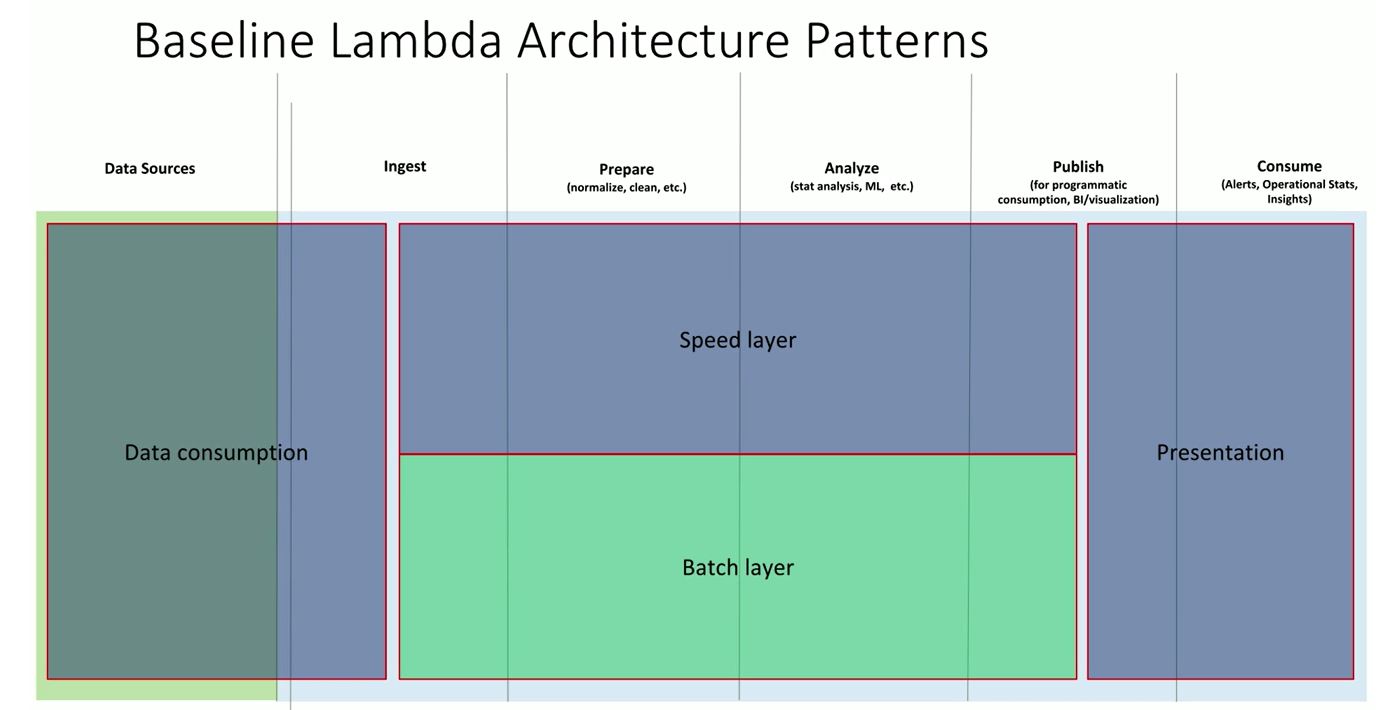 Baseline Lambda Architecture Patterns
Data Sources
Ingest
Prepare
(normalize, clean, etc.)
Analyze
(stat analysis, ML, etc.)
Publish
(for programmatic
consumption, BI/visualization)
Consume
(Alerts, Operational Stats,
Insights)
Data consumption
Speed layer
Batch layer
Presentation